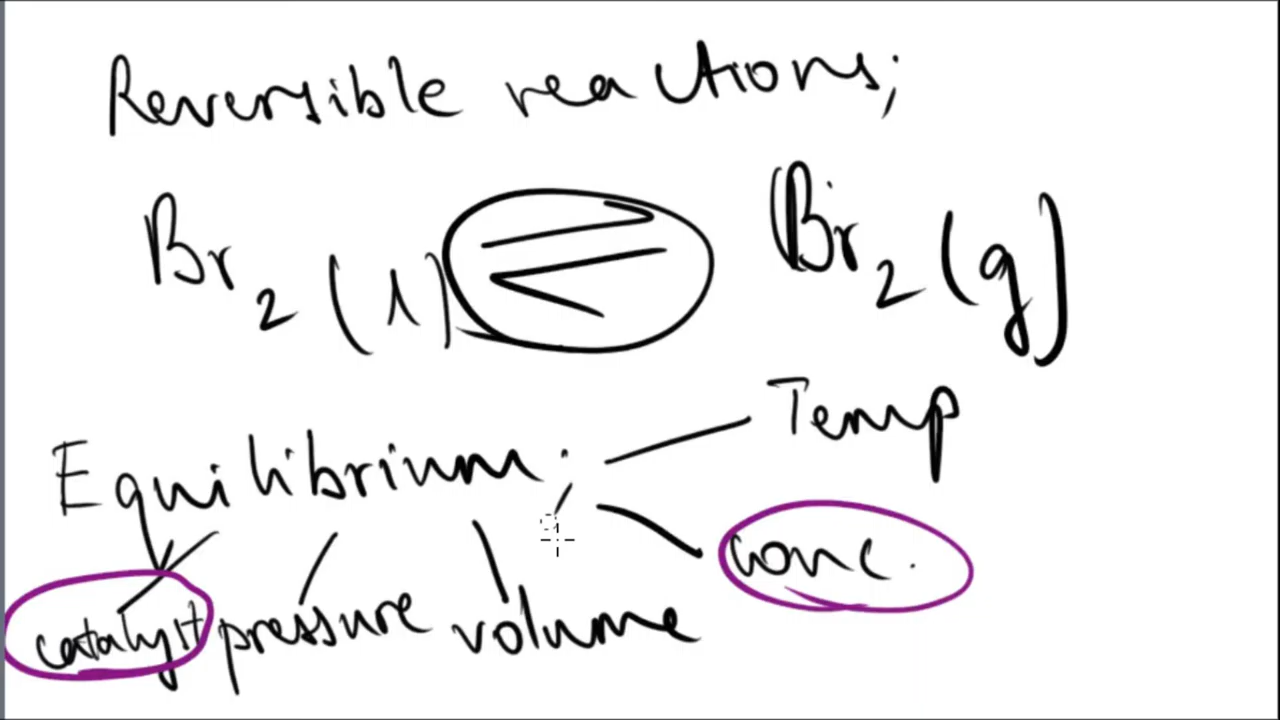 Reversible reactions;
Br₂ (l) ⇌ Br₂ (g)
Temp
Equilibrium;
conc.
catalyst pressure volume